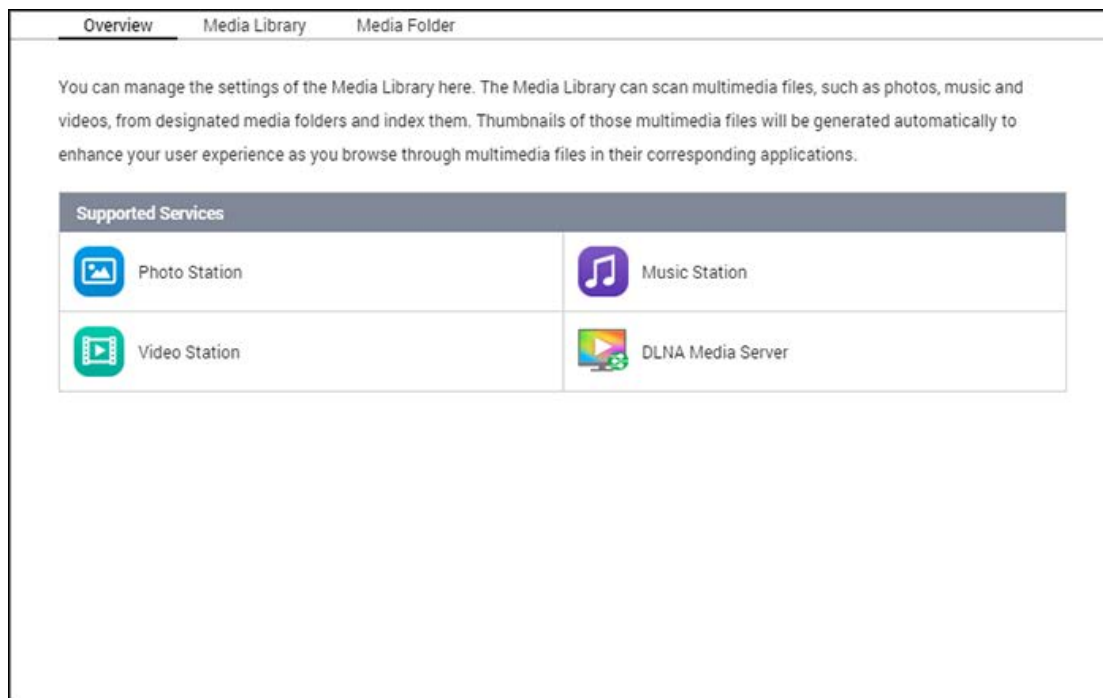 Overview Media Library Media Folder
You can manage the settings of the Media Library here. The Media Library can scan multimedia files, such as photos, music and
videos, from designated media folders and index them. Thumbnails of those multimedia files will be generated automatically to
enhance your user experience as you browse through multimedia files in their corresponding applications.
Supported Services
Photo Station Music Station
Video Station DLNA Media Server